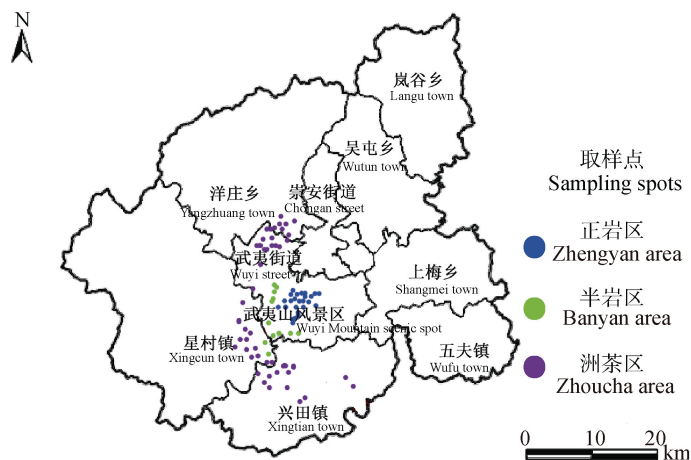 N
岚谷乡
Langu town
吴屯乡
Wutun town
洋庄乡
Yangzhuang town
崇安街道
Chongan street
武夷街道
Wuyi street
上梅乡
Shangmei town
武夷山风景区
Wuyi Mountain scenic spot
星村镇
Xingcun town
五夫镇
Wufu town
兴田镇
Xingtian town
取样点
Sampling spots
正岩区
Zhengyan area
半岩区
Banyan area
洲茶区
Zhoucha area
0 10 20
km